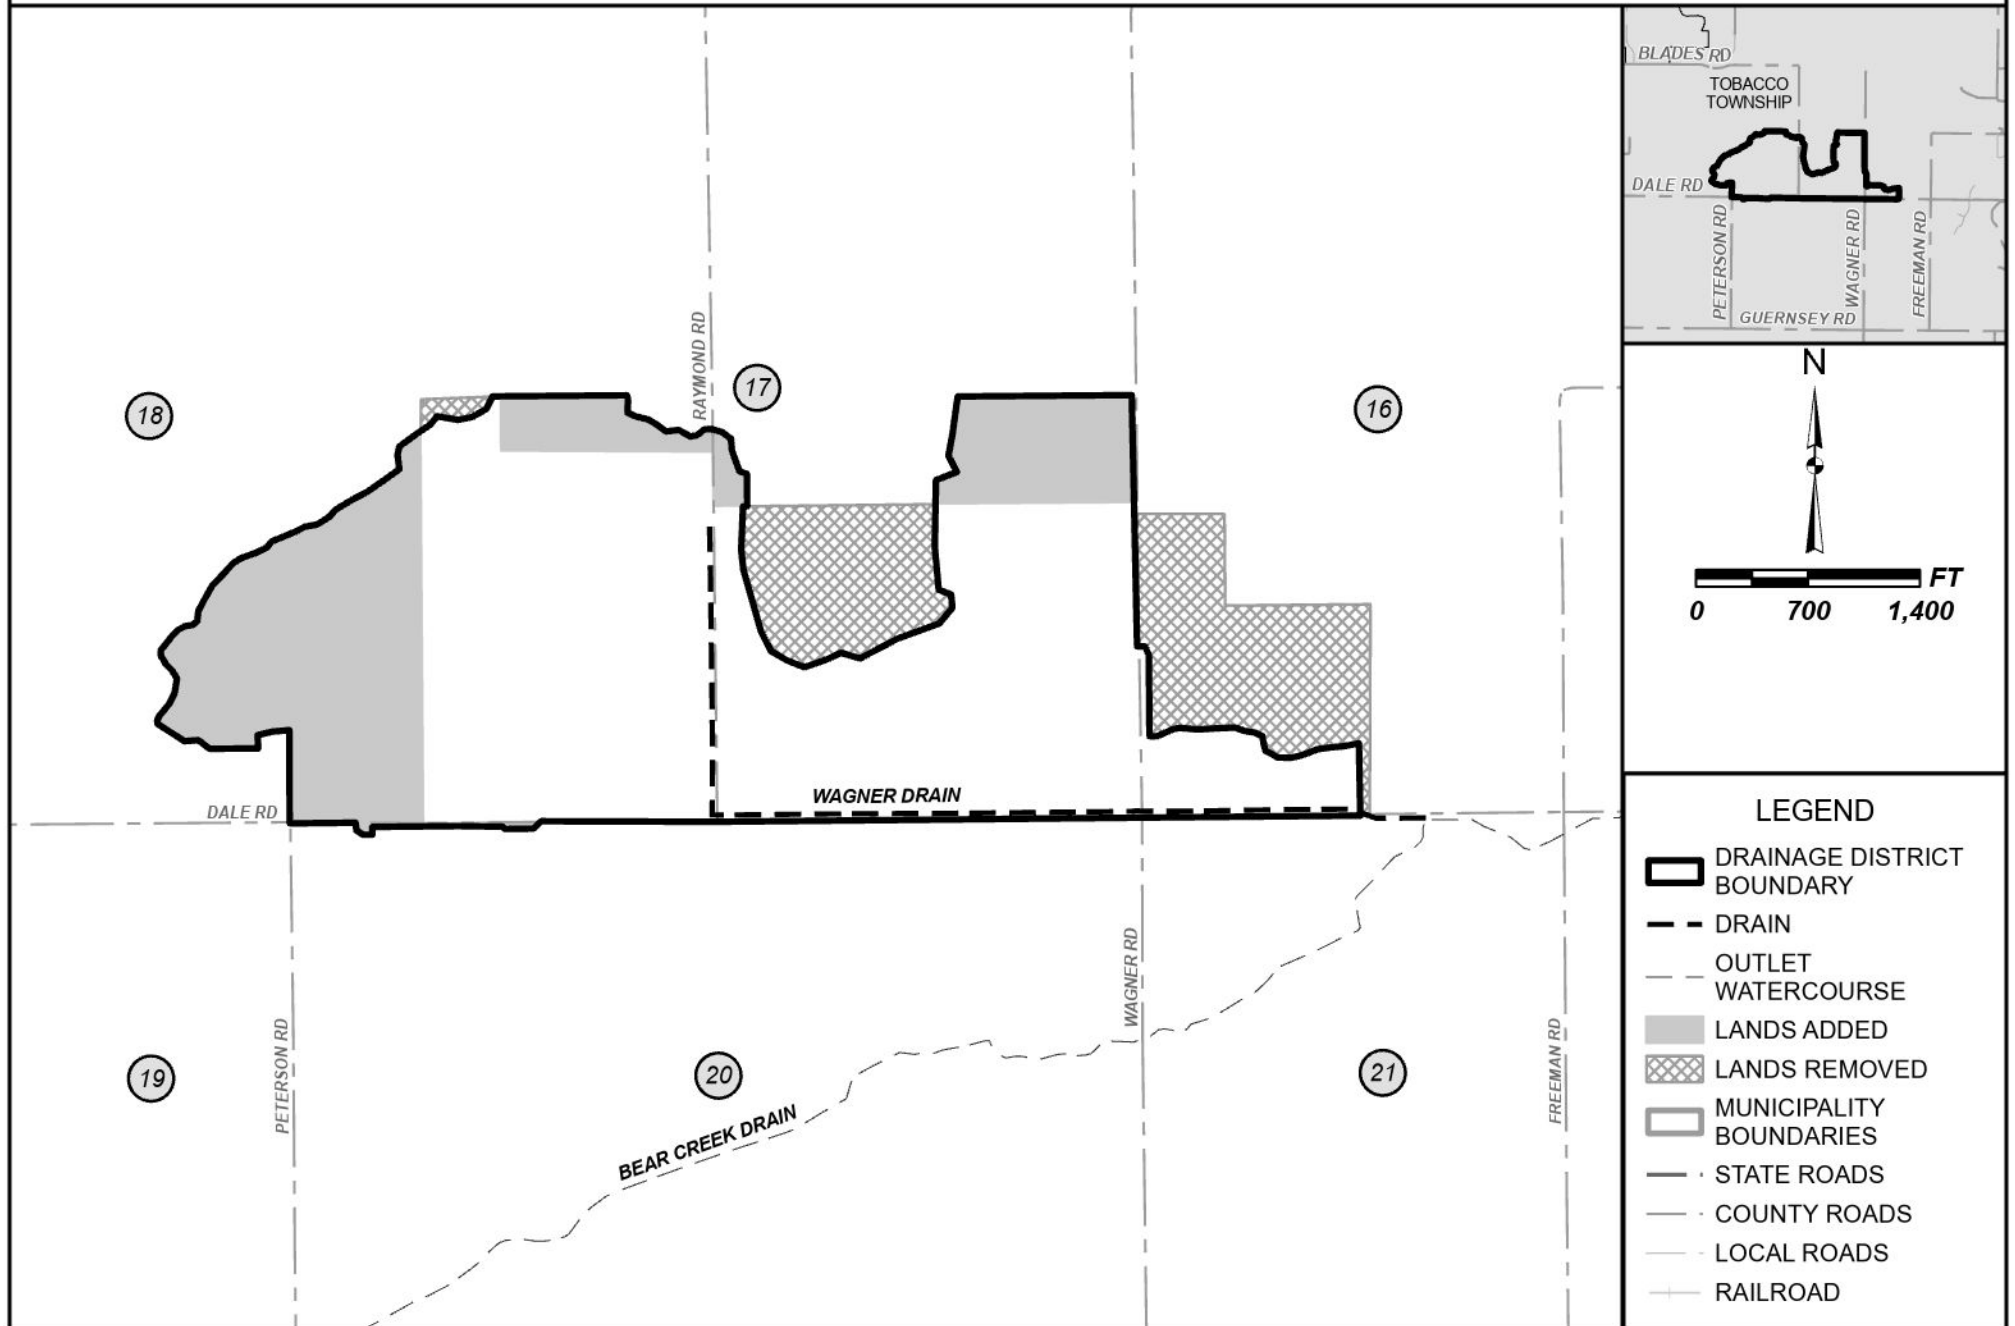 BLADES RD
TOBACCO
TOWNSHIP
DALE RD
PETERSON RD
WAGNER RD
FREEMAN RD
GUERNSEY RD
RAYMOND RD
17
18
16
N
FT
0 700 1,400
WAGNER DRAIN
DALE RD
LEGEND
DRAINAGE DISTRICT
BOUNDARY
DRAIN
OUTLET
WATERCOURSE
LANDS ADDED
LANDS REMOVED
MUNICIPALITY
BOUNDARIES
STATE ROADS
COUNTY ROADS
LOCAL ROADS
RAILROAD
WAGNER RD
PETERSON RD
FREEMAN RD
19
20
21
BEAR CREEK DRAIN